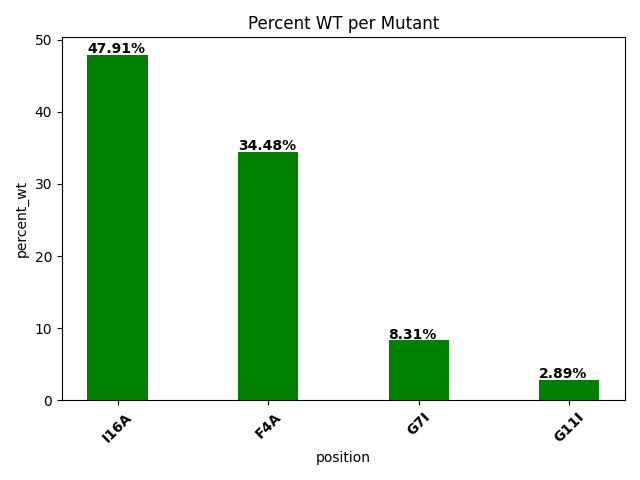 Percent WT per Mutant
50
40
30
20
10
0
percent_wt
47.91%
34.48%
8.31%
2.89%
I16A
F4A
G7I
G11I
position